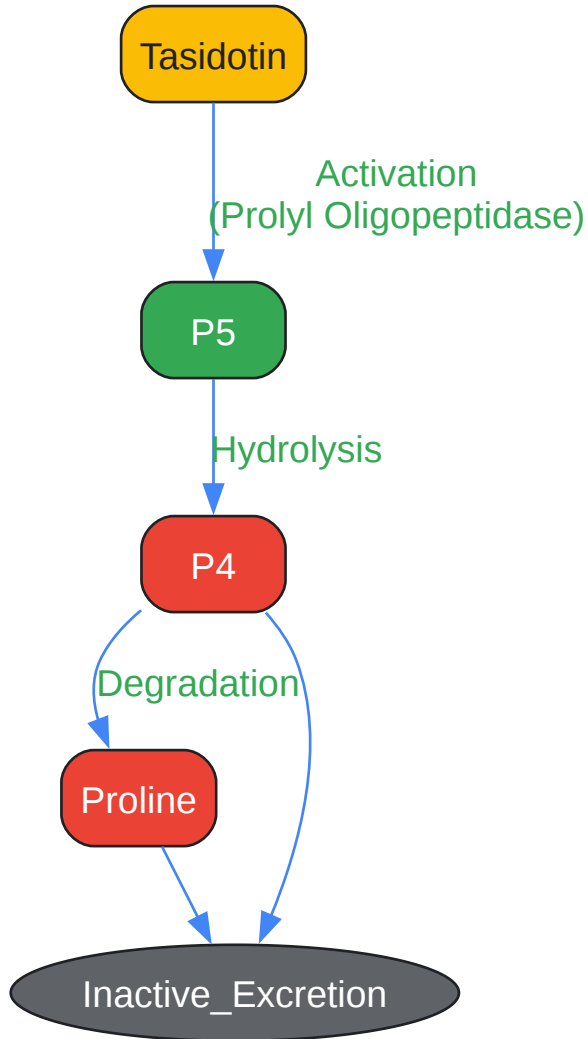 Tasidotin
Activation
(Prolyl Oligopeptidase)
P5
Hydrolysis
P4
Degradation
Proline
Inactive_Excretion